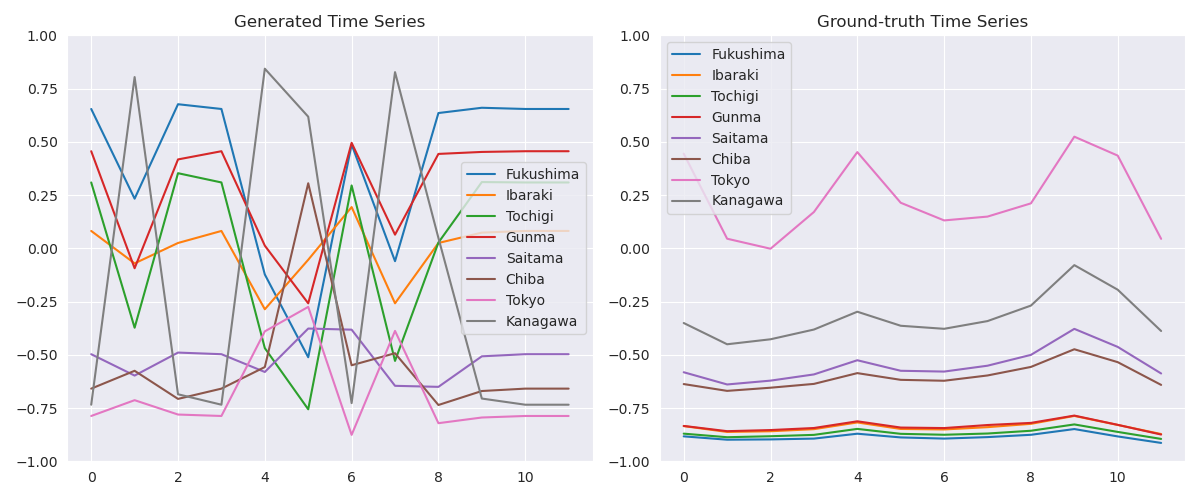 Generated Time Series
1.00
0.75
0.50
0.25
0.00
−0.25
−0.50
−0.75
−1.00
0 2 4 6 8 10
Fukushima
Ibaraki
Tochigi
Gunma
Saitama
Chiba
Tokyo
Kanagawa
Ground-truth Time Series
1.00
0.75
0.50
0.25
0.00
−0.25
−0.50
−0.75
−1.00
0 2 4 6 8 10
Fukushima
Ibaraki
Tochigi
Gunma
Saitama
Chiba
Tokyo
Kanagawa